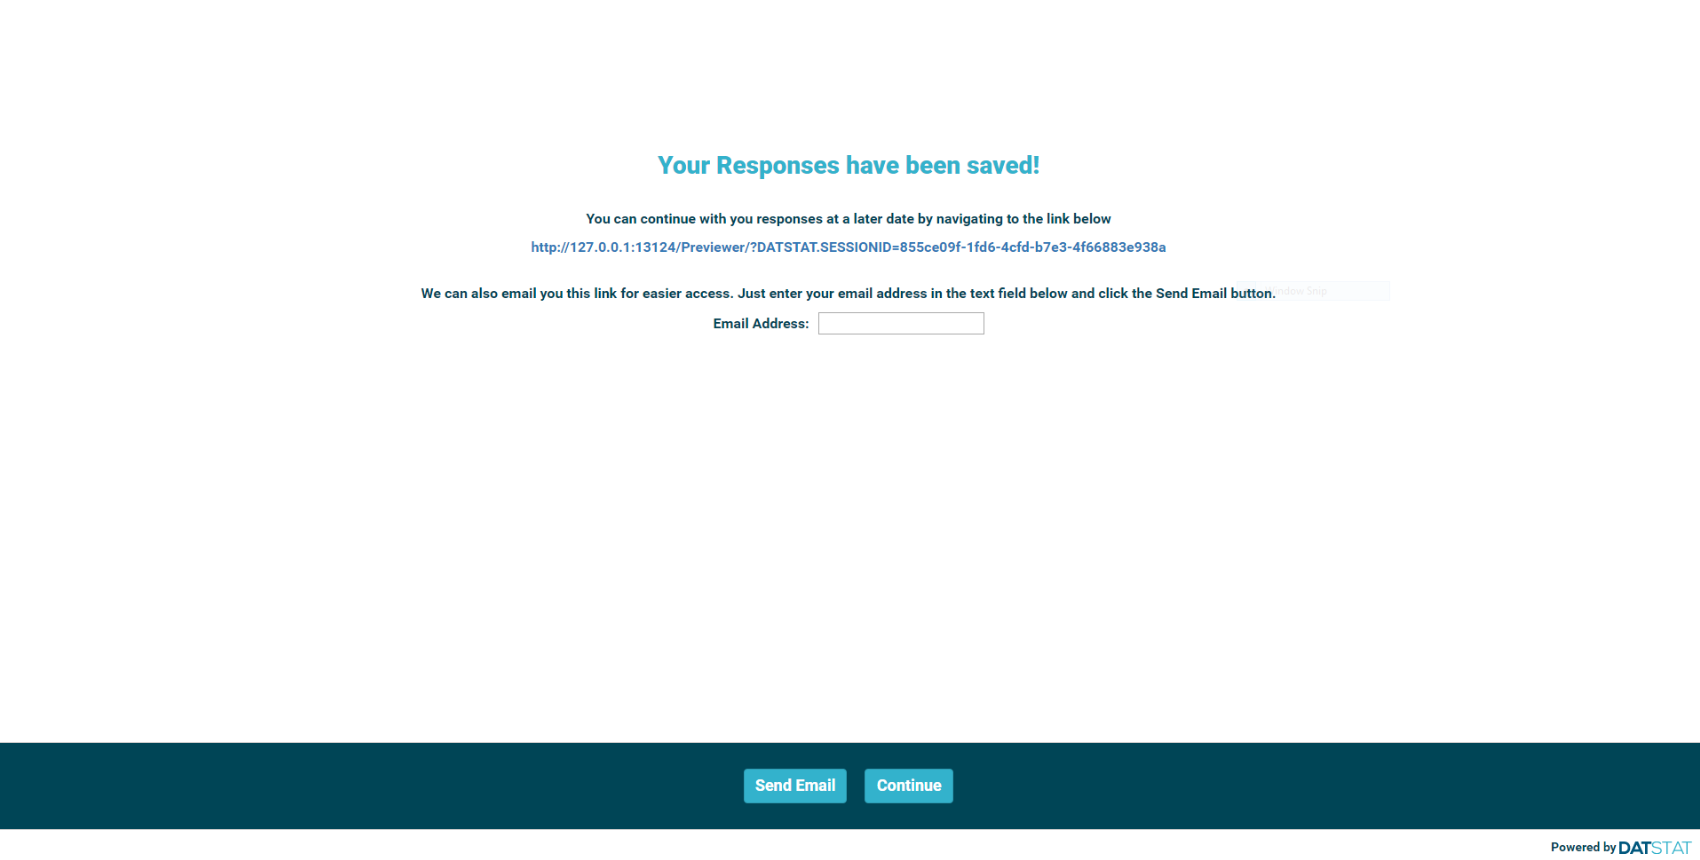 Your Responses have been saved!
You can continue with you responses at a later date by navigating to the link below
http://127.0.0.1:13124/Previewer/?DATSTAT.SESSIONID=855ce09f-1fd6-4cfd-b7e3-4f66883e938a
We can also email you this link for easier access. Just enter your email address in the text field below and click the Send Email button.
Window Snip
Email Address:
Send Email Continue
Powered by DATSTAT